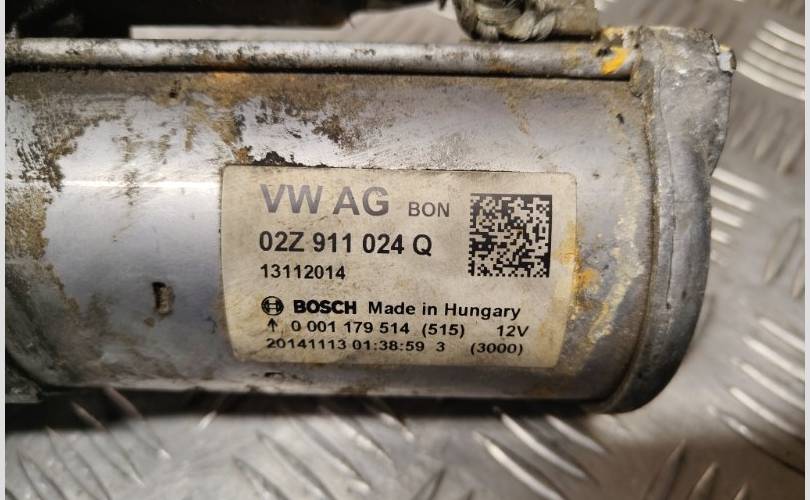 VW AG BON
02Z 911 024 Q
13112014
BOSCH Made in Hungary
↑ 0 001 179 514 (515) 12V
20141113 01:38:59 3 (3000)